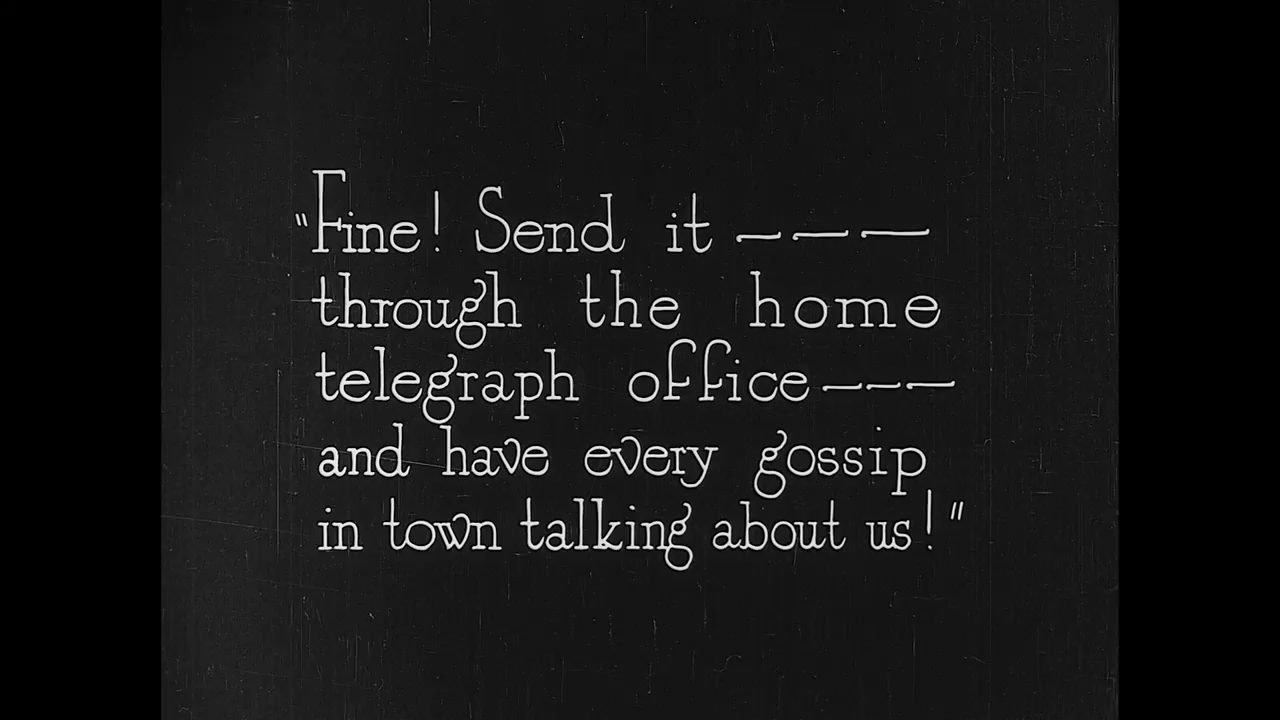 "Fine! Send it — — —
through the home
telegraph office — — —
and have every gossip
in town talking about us!"